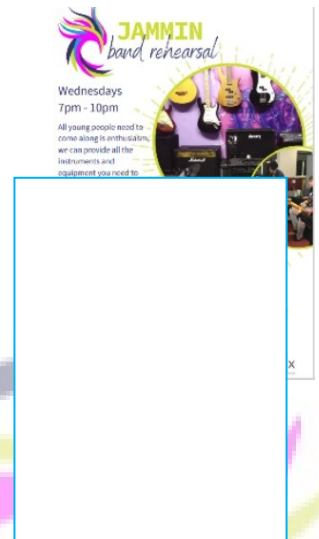 JAMMIN
band rehearsal
Wednesdays
7pm - 10pm
All young people need to
come along is enthusiasm,
we can provide all the
instruments and
equipment you need to
X